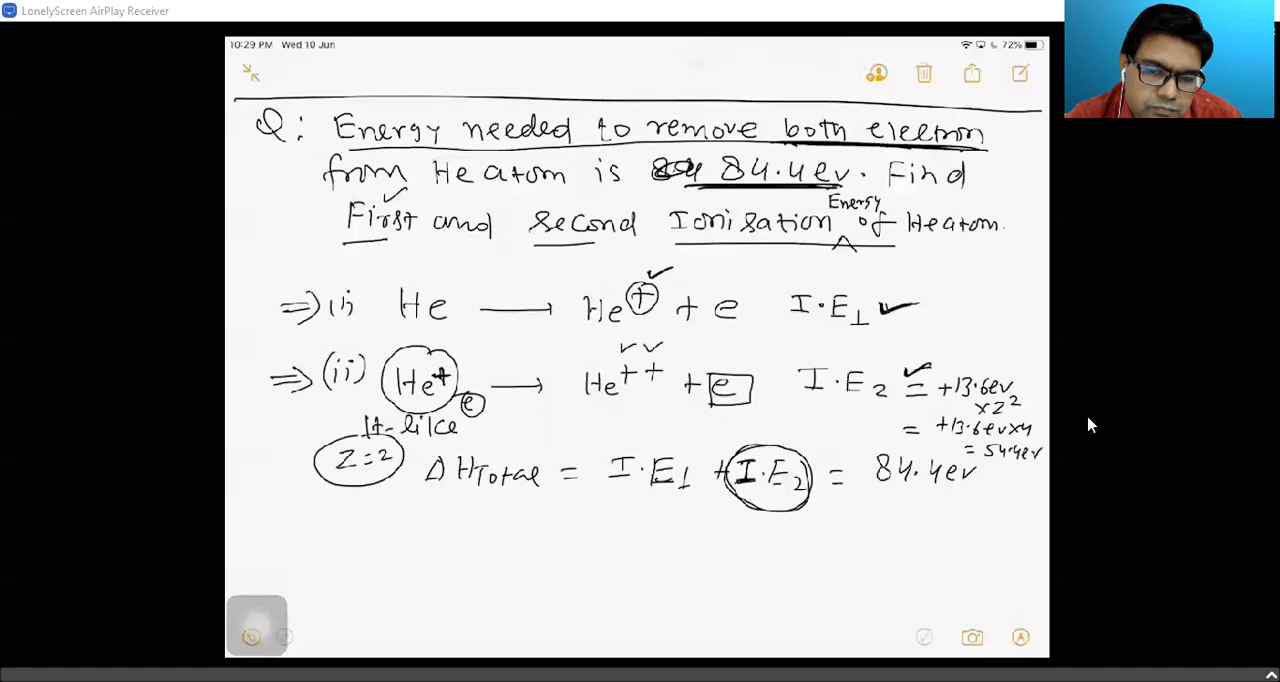 LonelyScreen AirPlay Receiver
10:29 PM Wed 10 Jun
72%
Q: Energy needed to remove both electron
from He atom is 84.4ev. Find
Energy
First and second Ionisation of He atom.
⇒(i) He → He+ + e I.E1
⇒(ii) He+ → He++ + e I.E2 = +13.6ev
e
×Z2
H-like = +13.6ev×4
= 54.4ev
Z=2 ΔHTotal = I.E1 + I.E2 = 84.4ev